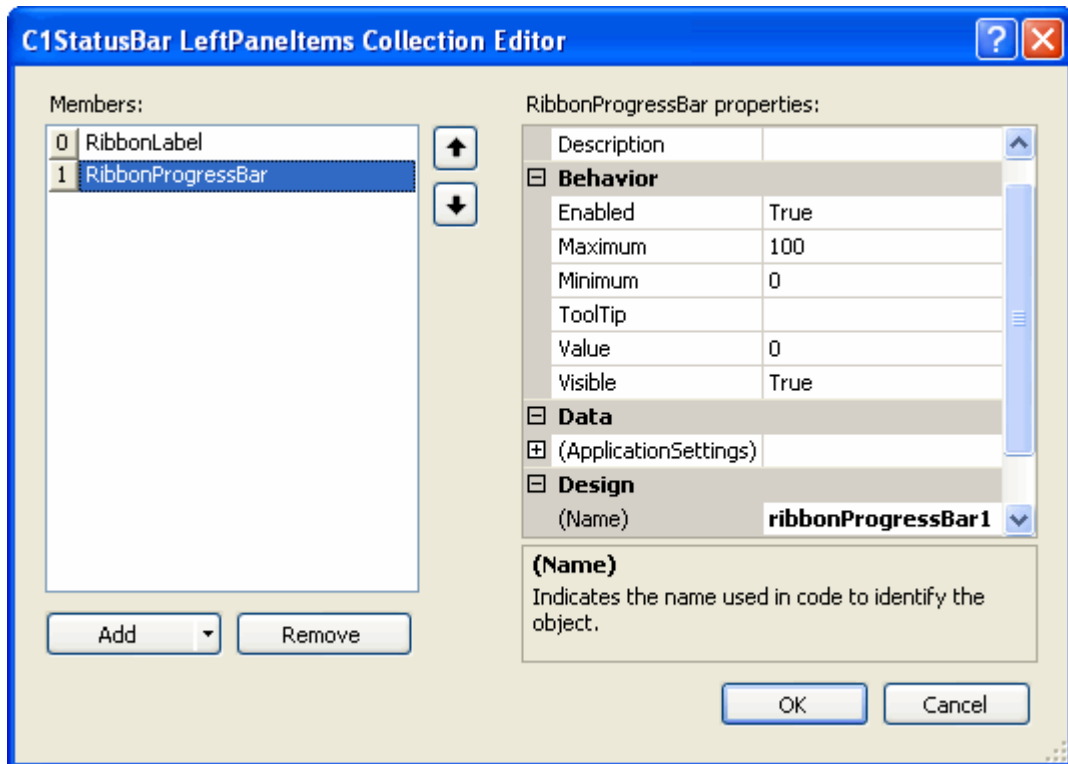 C1StatusBar LeftPaneItems Collection Editor
Members:
0 RibbonLabel
1 RibbonProgressBar
Add
Remove
RibbonProgressBar properties:
Description
Behavior
Enabled True
Maximum 100
Minimum 0
ToolTip
Value 0
Visible True
Data
(ApplicationSettings)
Design
(Name) ribbonProgressBar1
(Name)
Indicates the name used in code to identify the
object.
OK
Cancel